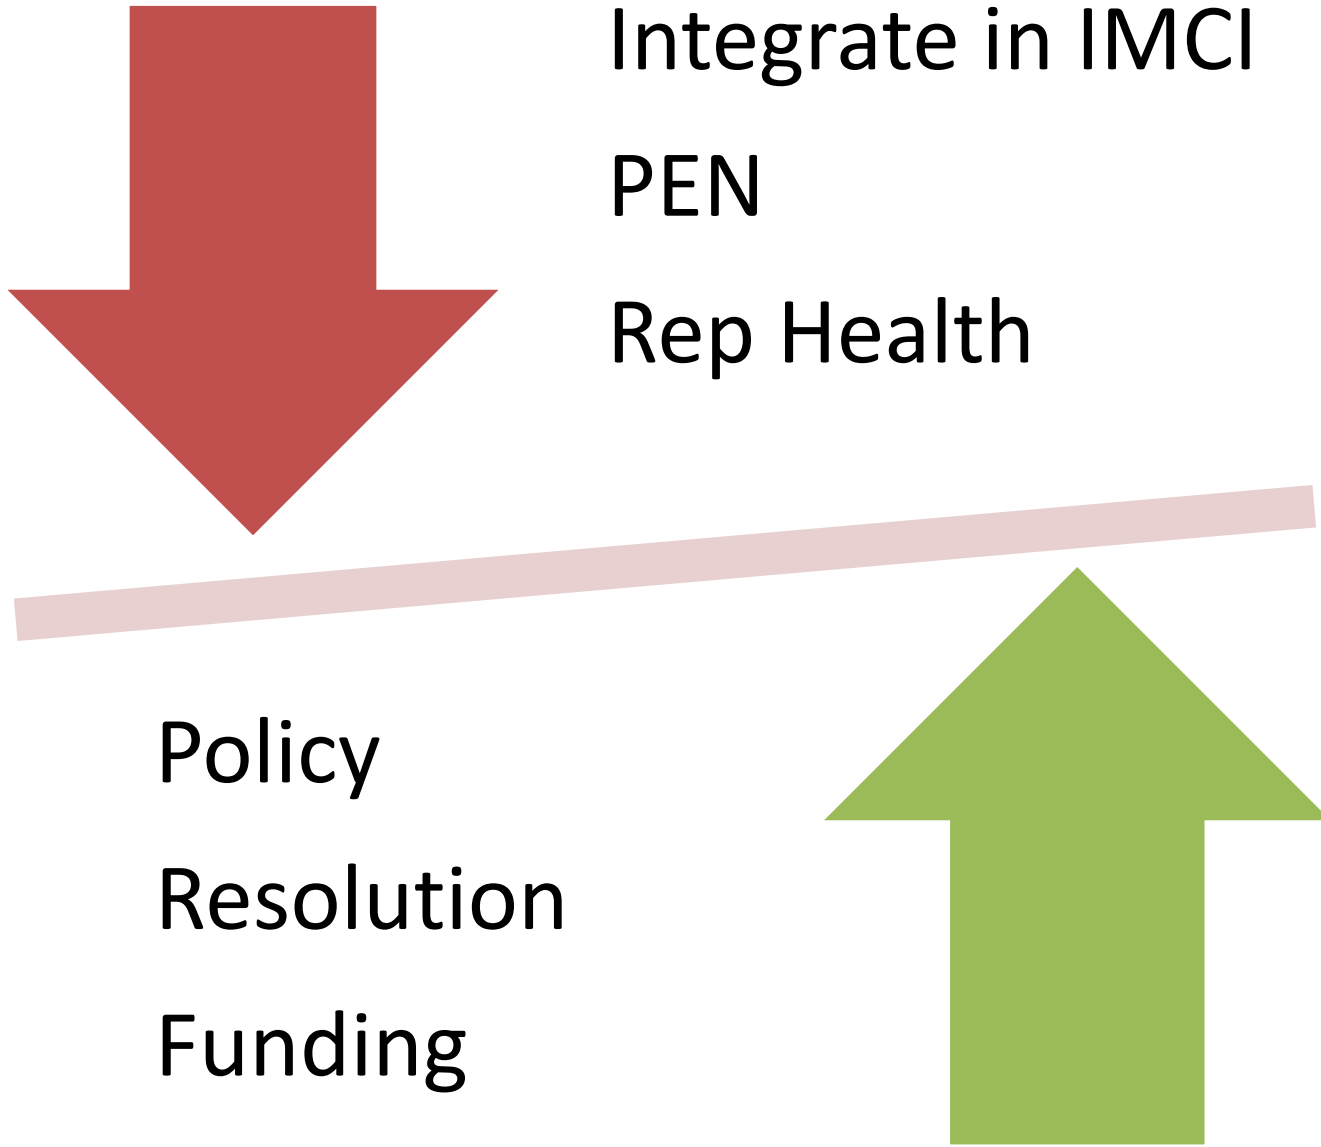 Integrate in IMCI
PEN
Rep Health
Policy
Resolution
Funding